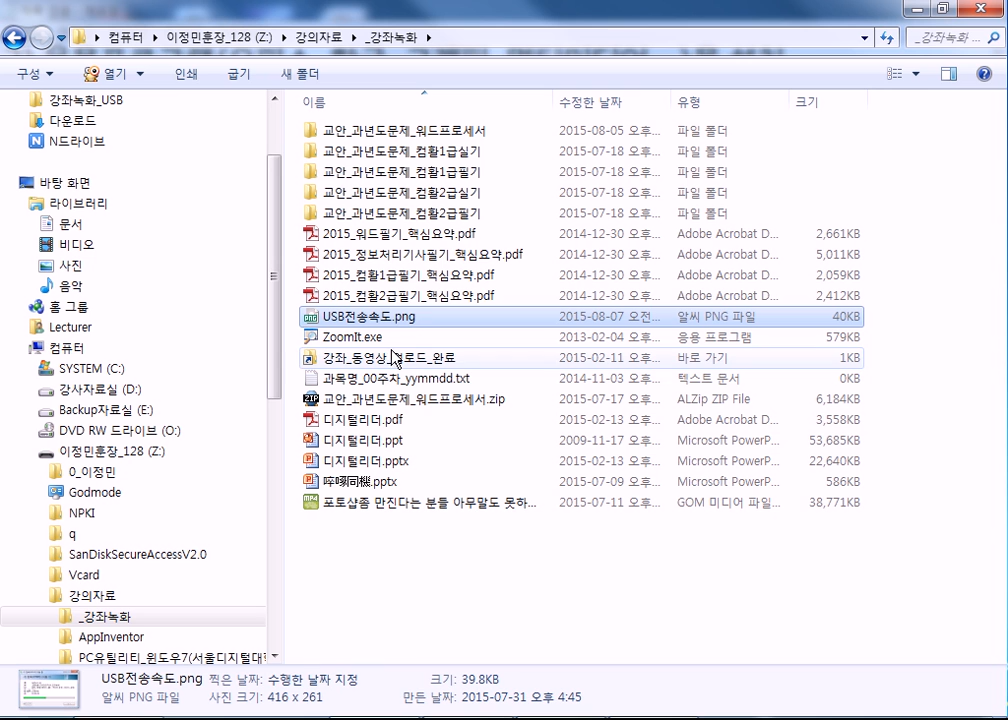 컴퓨터 이정민훈장_128 (Z:) 강의자료 _강좌녹화
_강좌녹화 ...
구성 열기 인쇄 굽기 새 폴더
강좌녹화_USB
다운로드
N드라이브
바탕 화면
라이브러리
문서
비디오
사진
음악
홈 그룹
Lecturer
컴퓨터
SYSTEM (C:)
강사자료실 (D:)
Backup자료실 (E:)
DVD RW 드라이브 (O:)
이정민훈장_128 (Z:)
0_이정민
Godmode
NPKI
q
SanDiskSecureAccessV2.0
Vcard
강의자료
_강좌녹화
AppInventor
PC유틸리티_윈도우7(서울디지털대
이름 수정한 날짜 유형 크기
교안_과년도문제_워드프로세서 2015-08-05 오후... 파일 폴더
교안_과년도문제_컴활1급실기 2015-07-18 오후... 파일 폴더
교안_과년도문제_컴활1급필기 2015-07-18 오후... 파일 폴더
교안_과년도문제_컴활2급실기 2015-07-18 오후... 파일 폴더
교안_과년도문제_컴활2급필기 2015-07-18 오후... 파일 폴더
2015_워드필기_핵심요약.pdf 2014-12-30 오후... Adobe Acrobat D... 2,661KB
2015_정보처리기사필기_핵심요약.pdf 2014-12-30 오후... Adobe Acrobat D... 5,011KB
2015_컴활1급필기_핵심요약.pdf 2014-12-30 오후... Adobe Acrobat D... 2,059KB
2015_컴활2급필기_핵심요약.pdf 2014-12-30 오후... Adobe Acrobat D... 2,412KB
USB전송속도.png 2015-08-07 오전... 알씨 PNG 파일 40KB
ZoomIt.exe 2013-02-04 오후... 응용 프로그램 579KB
강좌_동영상_업로드_완료 2015-02-11 오후... 바로 가기 1KB
과목명_00주차_yymmdd.txt 2014-11-03 오후... 텍스트 문서 0KB
교안_과년도문제_워드프로세서.zip 2015-07-17 오후... ALZip ZIP File 6,184KB
디지털리더.pdf 2015-02-13 오후... Adobe Acrobat D... 3,558KB
디지털리더.ppt 2009-11-17 오후... Microsoft PowerP... 53,685KB
디지털리더.pptx 2015-02-13 오후... Microsoft PowerP... 22,640KB
啐啄同機.pptx 2015-07-09 오후... Microsoft PowerP... 586KB
포토샵좀 만진다는 분들 아무말도 못하... 2015-07-11 오후... GOM 미디어 파일... 38,771KB
USB전송속도.png 찍은 날짜: 수행한 날짜 지정 크기: 39.8KB
알씨 PNG 파일 사진 크기: 416 x 261 만든 날짜: 2015-07-31 오후 4:45